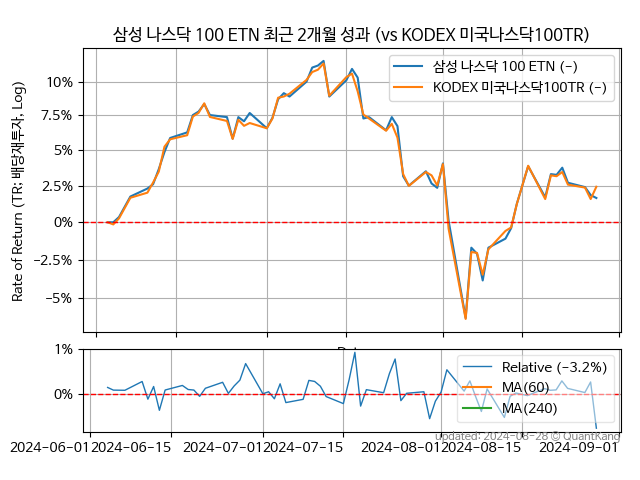 삼성 나스닥 100 ETN 최근 2개월 성과 (vs KODEX 미국나스닥100TR)
Rate of Return (TR: 배당재투자, Log)
10%
7.5%
5%
2.5%
0%
−2.5%
−5%
삼성 나스닥 100 ETN (-)
KODEX 미국나스닥100TR (-)
1%
0%
Relative (−3.2%)
MA(60)
MA(240)
updated: 2024-08-28 © QuantKang
2024-06-01 2024-06-15 2024-07-01 2024-07-15 2024-08-01 2024-08-15 2024-09-01